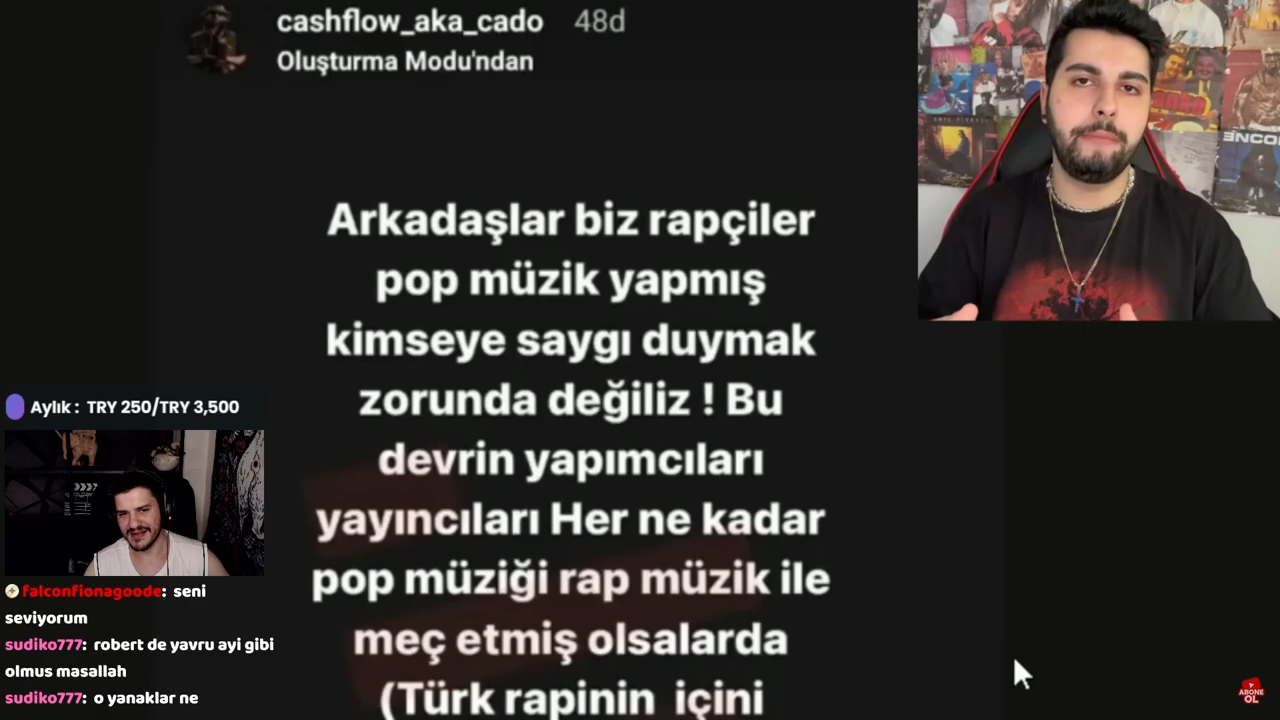 cashflow_aka_cado 48d
Oluşturma Modu'ndan
Arkadaşlar biz rapçiler
pop müzik yapmış
kimseye saygı duymak
zorunda değiliz ! Bu
devrin yapımcıları
yayıncıları Her ne kadar
pop müziği rap müzik ile
meç etmiş olsalarda
(Türk rapinin içini
Aylık : TRY 250/TRY 3,500
falconfionagoode: seni
seviyorum
sudiko777: robert de yavru ayi gibi
olmus masallah
sudiko777: o yanaklar ne
ABONE
OL